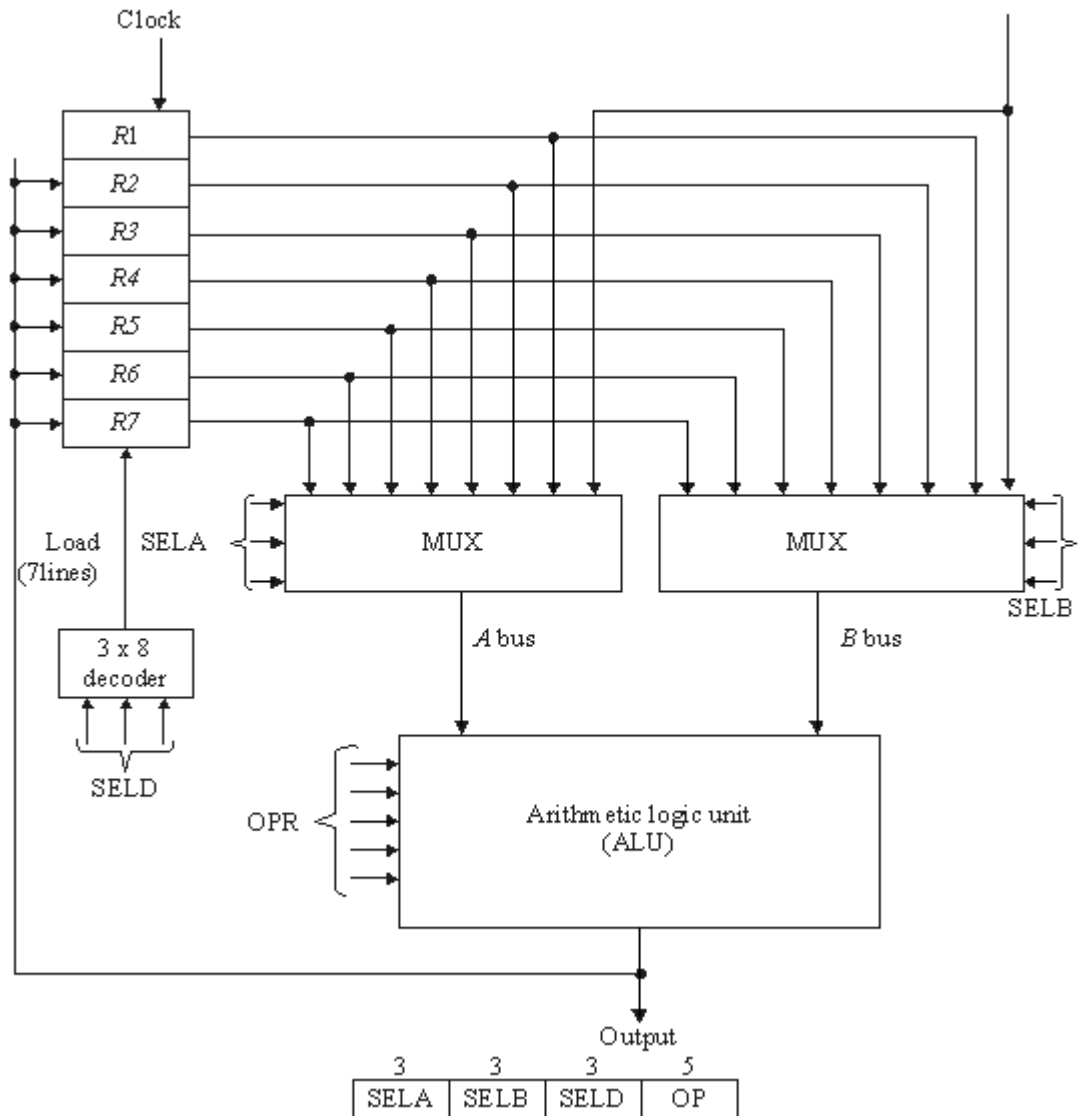 Clock
R1
R2
R3
R4
R5
R6
R7
Load
(7lines)
SELA
MUX
MUX
SELB
3 x 8
decoder
SELD
A bus
B bus
OPR
Arithmetic logic unit
(ALU)
Output
3 3 3 5
SELA SELB SELD OP